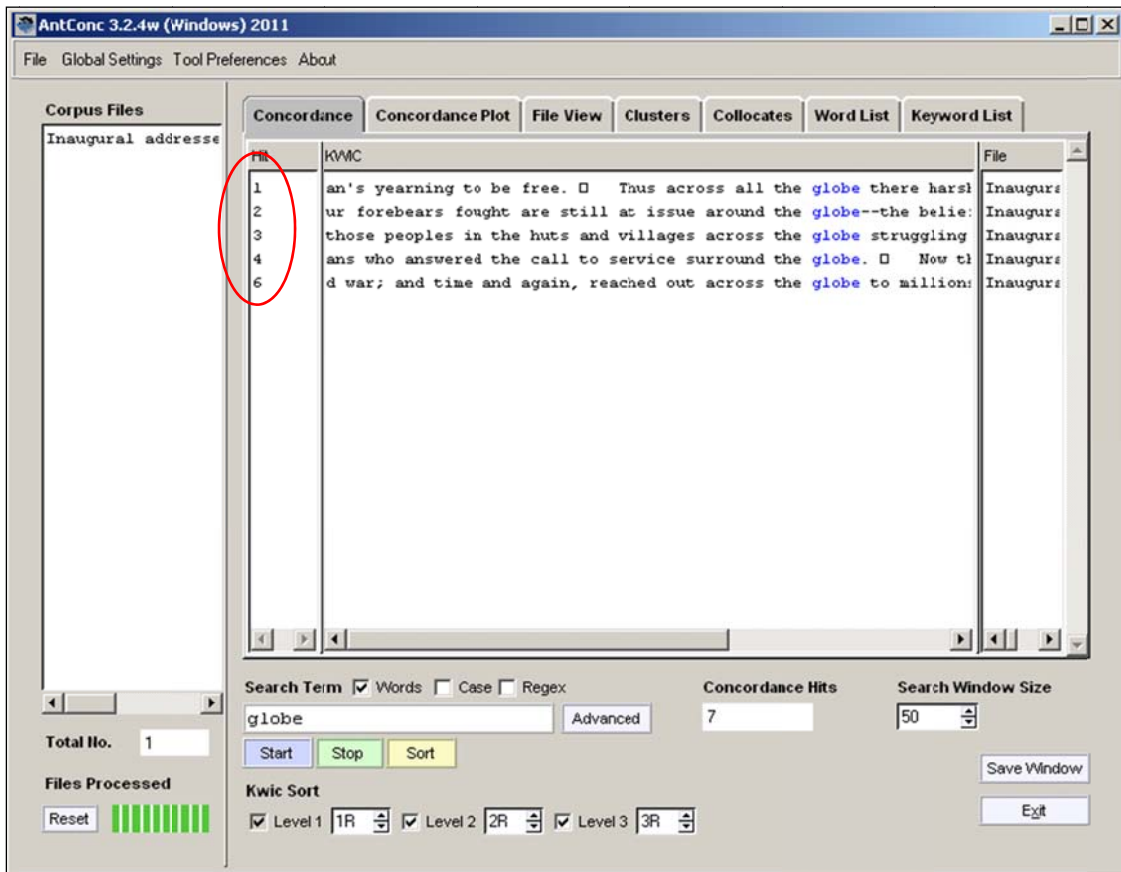 AntConc 3.2.4w (Windows) 2011
File Global Settings Tool Preferences About
Corpus Files
Inaugural addresse
Concordance Concordance Plot File View Clusters Collocates Word List Keyword List
Hit KWIC File
1 an's yearning to be free. □ Thus across all the globe there harsh Inaugura
2 ur forebears fought are still at issue around the globe--the belie Inaugura
3 those peoples in the huts and villages across the globe struggling Inaugura
4 ans who answered the call to service surround the globe. □ Now th Inaugura
6 d war; and time and again, reached out across the globe to millions Inaugura
Search Term Words Case Regex Concordance Hits Search Window Size
globe Advanced 7 50
Total No. 1
Start Stop Sort
Save Window
Files Processed
Kwic Sort
Reset
Level 1 1R Level 2 2R Level 3 3R
Exit